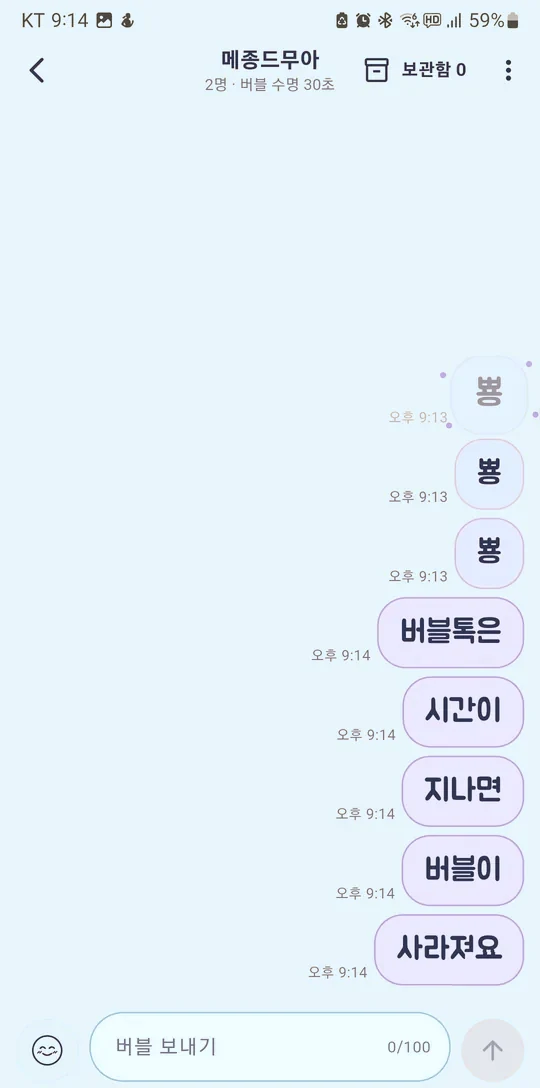 KT 9:14 HD 59%
메종드무아
2명 · 버블 수명 30초
보관함 0
뿅
오후 9:13
뿅
오후 9:13
뿅
오후 9:13
버블톡은
오후 9:14
시간이
오후 9:14
지나면
오후 9:14
버블이
오후 9:14
사라져요
오후 9:14
버블 보내기
0/100